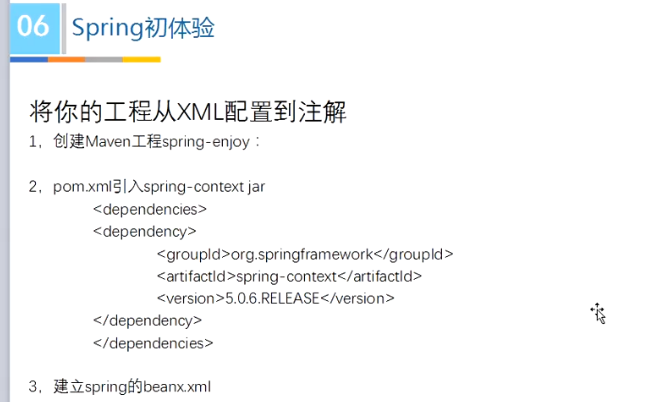 06 Spring初体验
将你的工程从XML配置到注解
1，创建Maven工程spring-enjoy：
2，pom.xml引入spring-context jar
<dependencies>
<dependency>
<groupId>org.springframework</groupId>
<artifactId>spring-context</artifactId>
<version>5.0.6.RELEASE</version>
</dependency>
</dependencies>
3，建立spring的beanx.xml